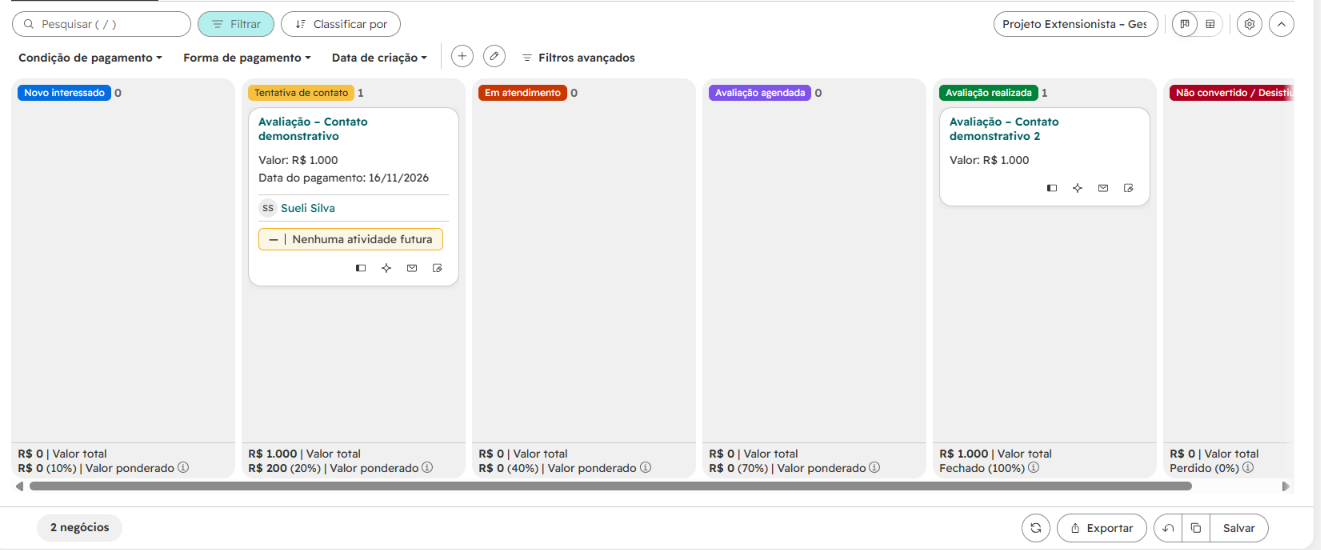 Pesquisar ( / )
Filtrar
Classificar por
Projeto Extensionista – Ges
Condição de pagamento
Forma de pagamento
Data de criação
Filtros avançados
Novo interessado 0
Tentativa de contato 1
Em atendimento 0
Avaliação agendada 0
Avaliação realizada 1
Não convertido / Desistiu
Avaliação – Contato
demonstrativo
Valor: R$ 1.000
Data do pagamento: 16/11/2026
SS Sueli Silva
– | Nenhuma atividade futura
Avaliação – Contato
demonstrativo 2
Valor: R$ 1.000
R$ 0 | Valor total
R$ 0 (10%) | Valor ponderado
R$ 1.000 | Valor total
R$ 200 (20%) | Valor ponderado
R$ 0 | Valor total
R$ 0 (40%) | Valor ponderado
R$ 0 | Valor total
R$ 0 (70%) | Valor ponderado
R$ 1.000 | Valor total
Fechado (100%)
R$ 0 | Valor total
Perdido (0%)
2 negócios
Exportar
Salvar